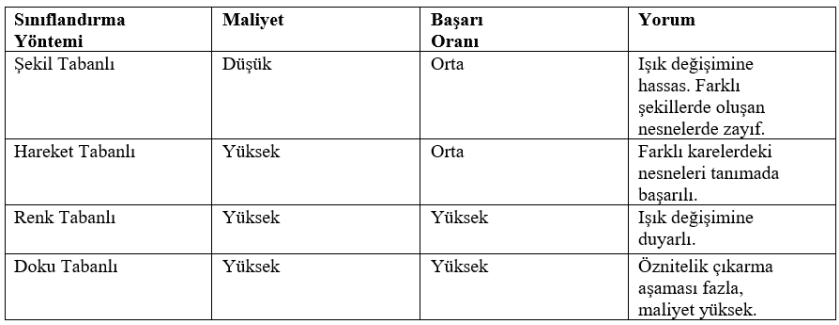 Sınıflandırma Yöntemi Maliyet Başarı Oranı Yorum
Şekil Tabanlı Düşük Orta Işık değişimine
hassas. Farklı
şekillerde oluşan
nesnelerde zayıf.
Hareket Tabanlı Yüksek Orta Farklı karelerdeki
nesneleri tanımada
başarılı.
Renk Tabanlı Yüksek Yüksek Işık değişimine
duyarlı.
Doku Tabanlı Yüksek Yüksek Öznitelik çıkarma
aşaması fazla,
maliyet yüksek.